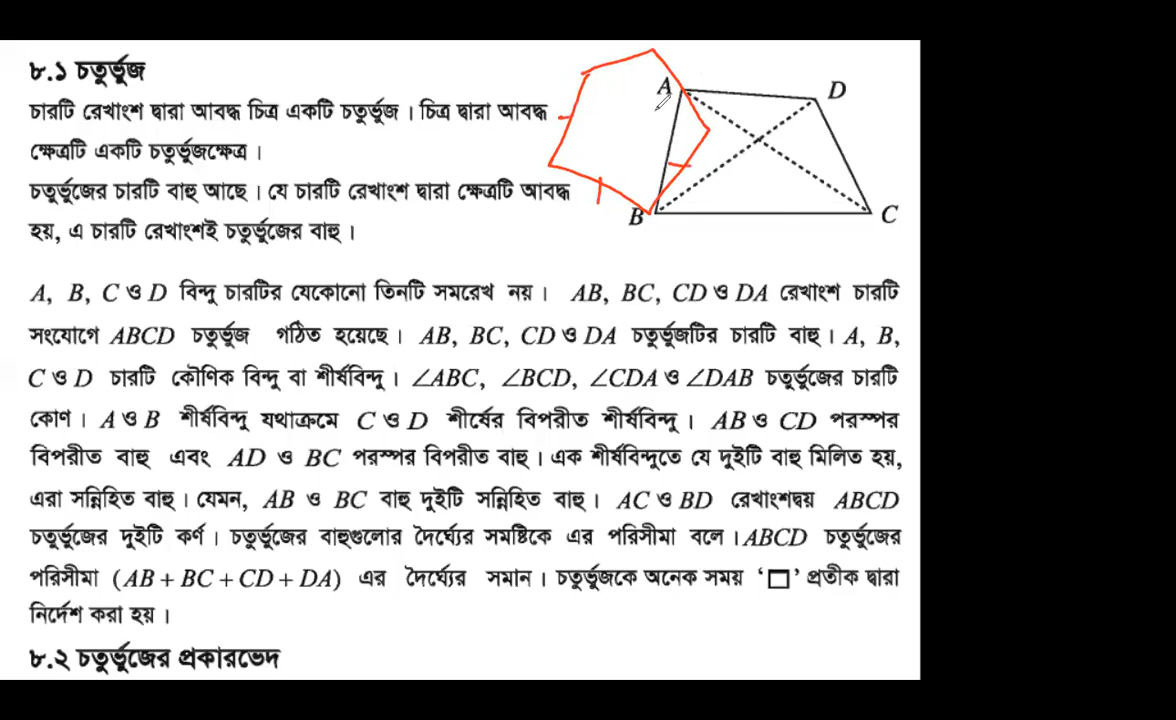 ৮.১ চতুর্ভুজ
চারটি রেখাংশ দ্বারা আবদ্ধ চিত্র একটি চতুর্ভুজ। চিত্র দ্বারা আবদ্ধ
ক্ষেত্রটি একটি চতুর্ভুজক্ষেত্র।
চতুর্ভুজের চারটি বাহু আছে। যে চারটি রেখাংশ দ্বারা ক্ষেত্রটি আবদ্ধ
হয়, এ চারটি রেখাংশই চতুর্ভুজের বাহু।
A
D
B
C
A, B, C ও D বিন্দু চারটির যেকোনো তিনটি সমরেখ নয়। AB, BC, CD ও DA রেখাংশ চারটি
সংযোগে ABCD চতুর্ভুজ গঠিত হয়েছে। AB, BC, CD ও DA চতুর্ভুজটির চারটি বাহু। A, B,
C ও D চারটি কৌণিক বিন্দু বা শীর্ষবিন্দু। ∠ABC, ∠BCD, ∠CDA ও ∠DAB চতুর্ভুজের চারটি
কোণ। A ও B শীর্ষবিন্দু যথাক্রমে C ও D শীর্ষের বিপরীত শীর্ষবিন্দু। AB ও CD পরস্পর
বিপরীত বাহু এবং AD ও BC পরস্পর বিপরীত বাহু। এক শীর্ষবিন্দুতে যে দুইটি বাহু মিলিত হয়,
এরা সন্নিহিত বাহু। যেমন, AB ও BC বাহু দুইটি সন্নিহিত বাহু। AC ও BD রেখাংশদ্বয় ABCD
চতুর্ভুজের দুইটি কর্ণ। চতুর্ভুজের বাহুগুলোর দৈর্ঘ্যের সমষ্টিকে এর পরিসীমা বলে। ABCD চতুর্ভুজের
পরিসীমা (AB + BC + CD + DA) এর দৈর্ঘ্যের সমান। চতুর্ভুজকে অনেক সময় ‘□’ প্রতীক দ্বারা
নির্দেশ করা হয়।
৮.২ চতুর্ভুজের প্রকারভেদ